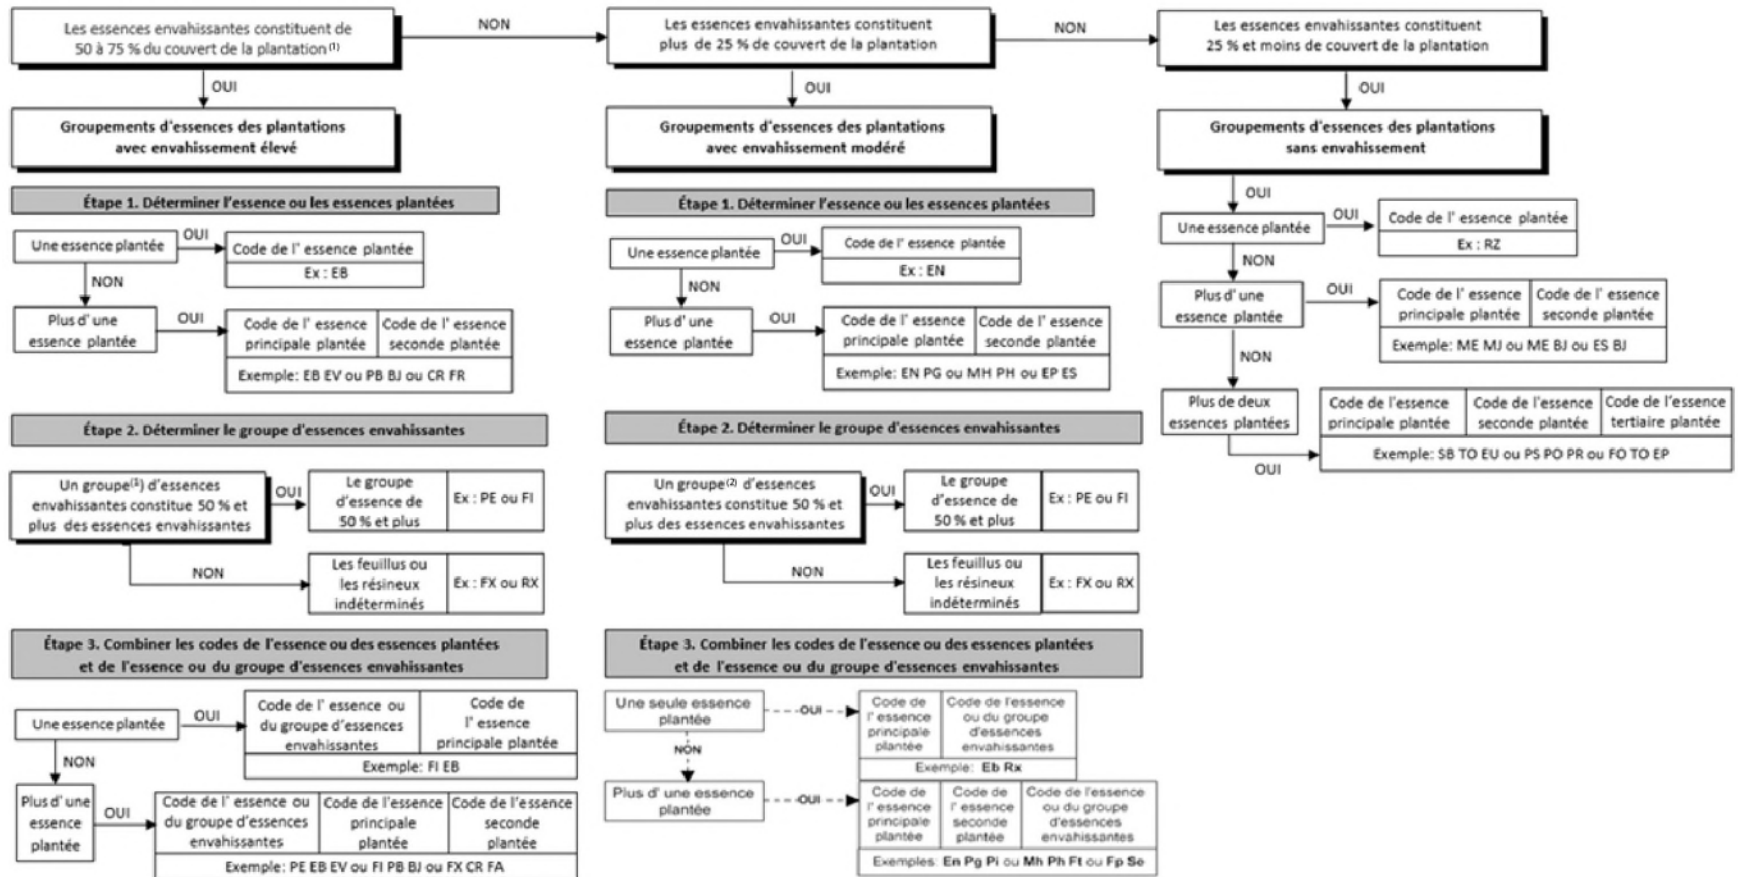 Les essences envahissantes constituent de
50 à 75 % du couvert de la plantation (1)
NON
Les essences envahissantes constituent
plus de 25 % de couvert de la plantation
NON
Les essences envahissantes constituent
25 % et moins de couvert de la plantation
OUI
Groupements d'essences des plantations
avec envahissement élevé
Étape 1. Déterminer l'essence ou les essences plantées
Une essence plantée
OUI
Code de l' essence plantée
Ex : EB
NON
Plus d' une
essence plantée
OUI
Code de l' essence
principale plantée
Code de l' essence
seconde plantée
Exemple: EB EV ou PB BJ ou CR FR
Étape 2. Déterminer le groupe d'essences envahissantes
Un groupe(1) d'essences
envahissantes constitue 50 % et
plus des essences envahissantes
OUI
Le groupe
d'essence de
50 % et plus
Ex : PE ou FI
NON
Les feuillus ou
les résineux
indéterminés
Ex : FX ou RX
Étape 3. Combiner les codes de l'essence ou des essences plantées
et de l'essence ou du groupe d'essences envahissantes
Une essence plantée
OUI
Code de l' essence ou
du groupe d'essences
envahissantes
Code de
l' essence
principale plantée
Exemple: FI EB
NON
Plus d' une
essence
plantée
OUI
Code de l' essence ou
du groupe d'essences
envahissantes
Code de l'essence
principale
plantée
Code de l'essence
seconde
plantée
Exemple: PE EB EV ou FI PB BJ ou FX CR FA
OUI
Groupements d'essences des plantations
avec envahissement modéré
Étape 1. Déterminer l'essence ou les essences plantées
Une essence plantée
OUI
Code de l' essence plantée
Ex : EN
NON
Plus d' une
essence plantée
OUI
Code de l' essence
principale plantée
Code de l' essence
seconde plantée
Exemple: EN PG ou MH PH ou EP ES
Étape 2. Déterminer le groupe d'essences envahissantes
Un groupe(2) d'essences
envahissantes constitue 50 % et
plus des essences envahissantes
OUI
Le groupe
d'essence de
50 % et plus
Ex : PE ou FI
NON
Les feuillus ou
les résineux
indéterminés
Ex : FX ou RX
Étape 3. Combiner les codes de l'essence ou des essences plantées
et de l'essence ou du groupe d'essences envahissantes
Une seule essence
plantée
OUI
Code de
l' essence
principale
plantée
Code de l'essence
ou du groupe
d'essences
envahissantes
Exemple: Eb Rx
NON
Plus d' une essence
plantée
OUI
Code de
l' essence
principale
plantée
Code de
l' essence
seconde
plantée
Code de l'essence
ou du groupe
d'essences
envahissantes
Exemples: En Pg Pi ou Mh Ph Ft ou Fp Se
OUI
Groupements d'essences des plantations
sans envahissement
OUI
Une essence plantée
OUI
Code de l' essence plantée
Ex : RZ
NON
Plus d' une
essence plantée
OUI
Code de l' essence
principale plantée
Code de l' essence
seconde plantée
Exemple: ME MJ ou ME BJ ou ES BJ
NON
Plus de deux
essences plantées
OUI
Code de l'essence
principale plantée
Code de l'essence
seconde plantée
Code de l'essence
tertiaire plantée
Exemple: SB TO EU ou PS PO PR ou FO TO EP